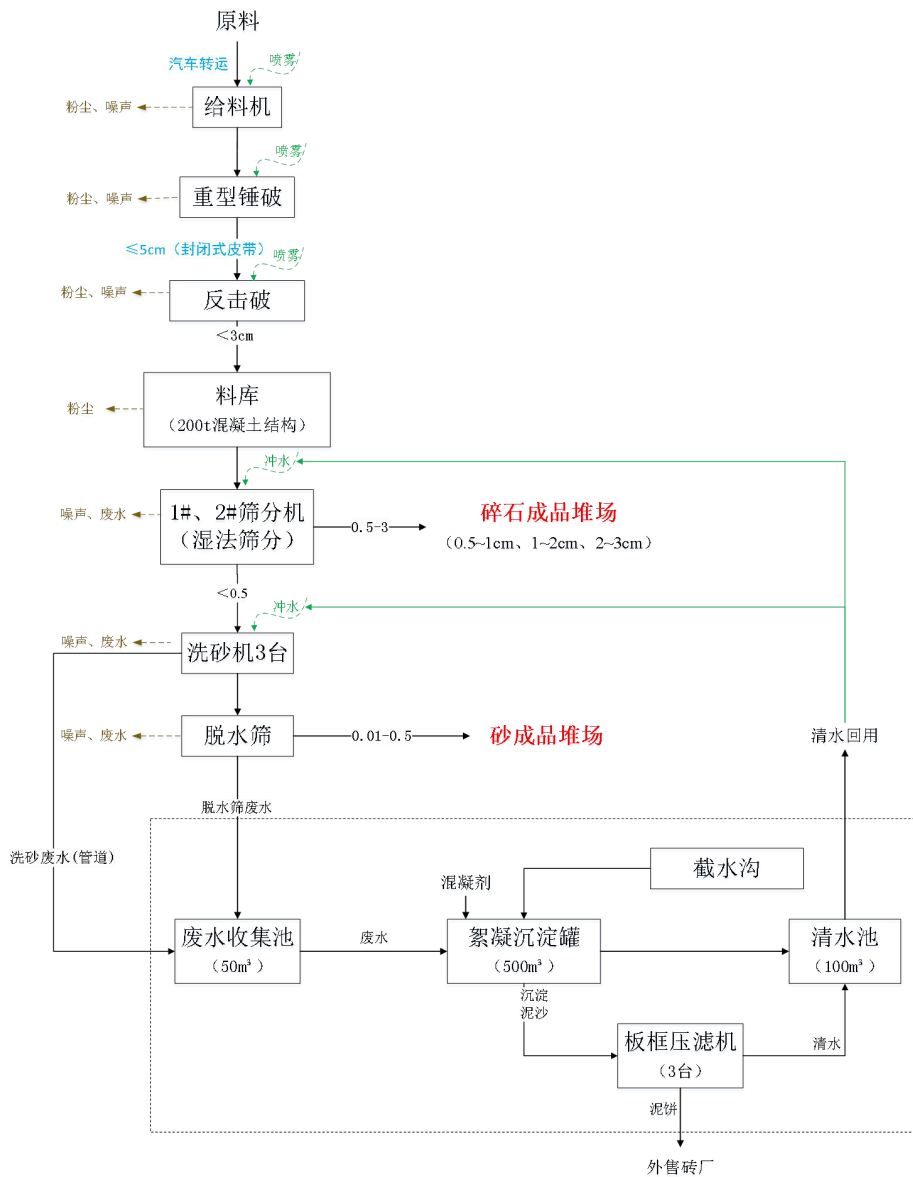 原料
汽车转运
喷雾
粉尘、噪声
给料机
喷雾
粉尘、噪声
重型锤破
≤5cm（封闭式皮带）
喷雾
粉尘、噪声
反击破
＜3cm
粉尘
料库
（200t混凝土结构）
冲水
噪声、废水
1#、2#筛分机
（湿法筛分）
0.5-3
碎石成品堆场
（0.5~1cm、1~2cm、2~3cm）
＜0.5
冲水
噪声、废水
洗砂机3台
噪声、废水
脱水筛
0.01-0.5
砂成品堆场
清水回用
脱水筛废水
洗砂废水(管道)
截水沟
混凝剂
废水收集池
（50m³）
废水
絮凝沉淀罐
（500m³）
清水池
（100m³）
沉淀
泥沙
板框压滤机
（3台）
清水
泥饼
外售砖厂